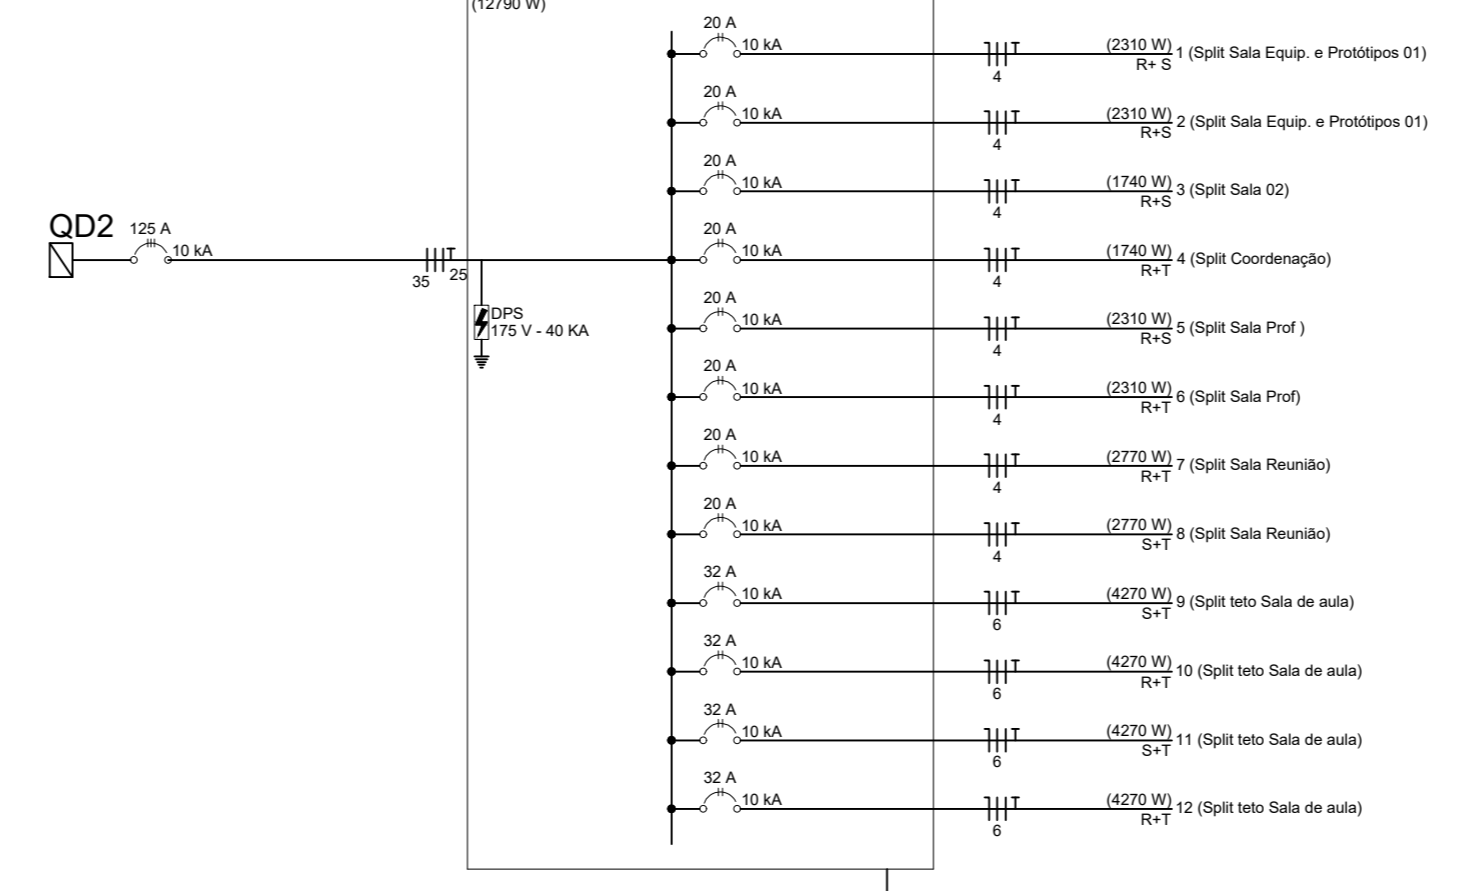 (12790 W)
20 A
10 kA
4
(2310 W)
R+ S
1 (Split Sala Equip. e Protótipos 01)
20 A
10 kA
4
(2310 W)
R+S
2 (Split Sala Equip. e Protótipos 01)
20 A
10 kA
4
(1740 W)
R+S
3 (Split Sala 02)
QD2
125 A
10 kA
35
T
25
DPS
175 V - 40 KA
20 A
10 kA
4
(1740 W)
R+T
4 (Split Coordenação)
20 A
10 kA
4
(2310 W)
R+S
5 (Split Sala Prof )
20 A
10 kA
4
(2310 W)
R+T
6 (Split Sala Prof)
20 A
10 kA
4
(2770 W)
R+T
7 (Split Sala Reunião)
20 A
10 kA
4
(2770 W)
S+T
8 (Split Sala Reunião)
32 A
10 kA
6
(4270 W)
S+T
9 (Split teto Sala de aula)
32 A
10 kA
6
(4270 W)
R+T
10 (Split teto Sala de aula)
32 A
10 kA
6
(4270 W)
S+T
11 (Split teto Sala de aula)
32 A
10 kA
6
(4270 W)
R+T
12 (Split teto Sala de aula)